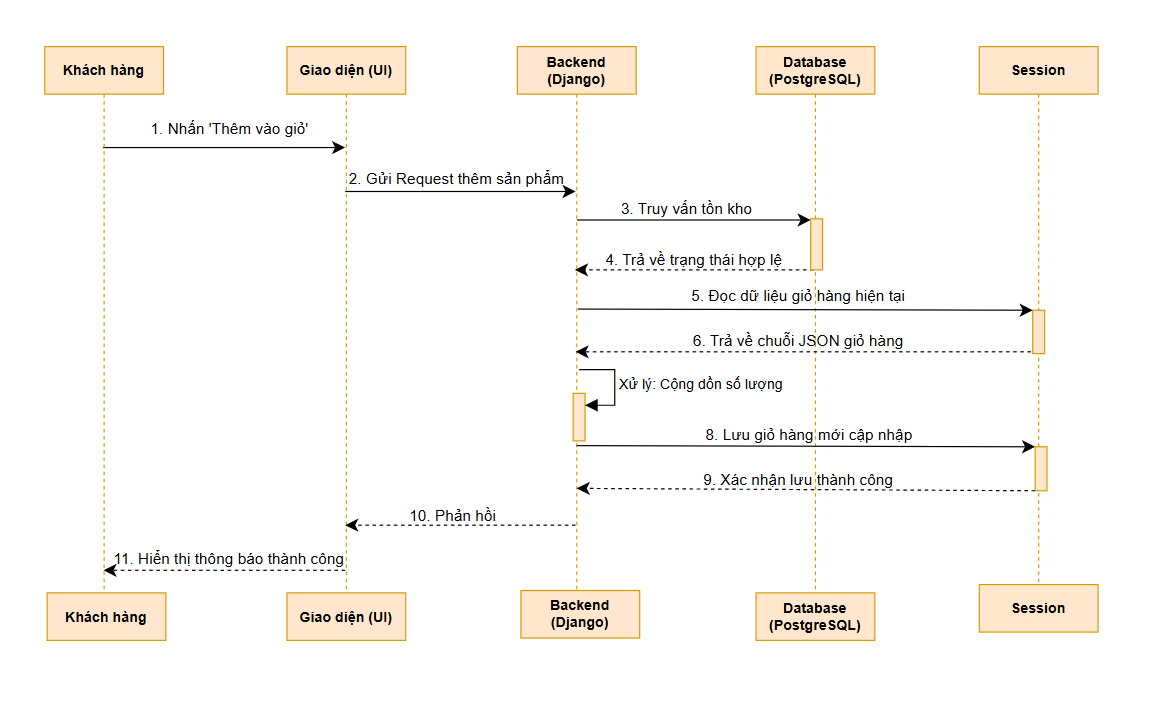 Khách hàng
Giao diện (UI)
Backend
(Django)
Database
(PostgreSQL)
Session
1. Nhấn 'Thêm vào giỏ'
2. Gửi Request thêm sản phẩm
3. Truy vấn tồn kho
4. Trả về trạng thái hợp lệ
5. Đọc dữ liệu giỏ hàng hiện tại
6. Trả về chuỗi JSON giỏ hàng
Xử lý: Cộng dồn số lượng
8. Lưu giỏ hàng mới cập nhập
9. Xác nhận lưu thành công
10. Phản hồi
11. Hiển thị thông báo thành công
Khách hàng
Giao diện (UI)
Backend
(Django)
Database
(PostgreSQL)
Session